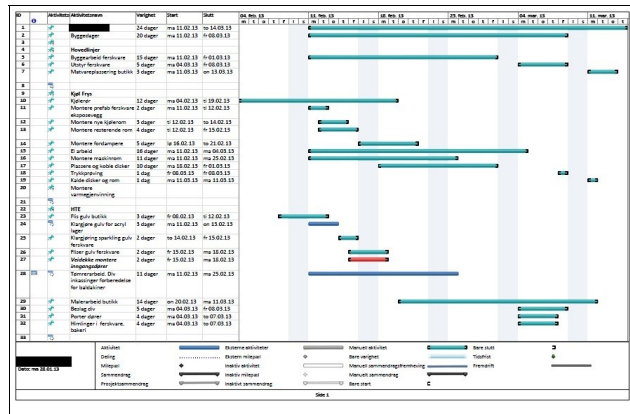 ID Aktivitets Aktivitetsnavn Varighet Start Slutt 04. feb. 13 11. feb. 13 18. feb. 13 25. feb. 13 04. mar. 13 11. mar. 13
m t o t f l s m t o t f l s m t o t f l s m t o t f l s m t o t f l s m t o t
1 24 dager ma 11.02.13 to 14.03.13
2 Byggedager 20 dager ma 11.02.13 fr 08.03.13
3
4 Hovedlinjer
5 Byggearbeid ferskvare 15 dager ma 11.02.13 fr 01.03.13
6 Utstyr ferskvare 5 dager ma 04.03.13 fr 08.03.13
7 Matvareplassering butikk 3 dager ma 11.03.13 on 13.03.13
8
9 Kjøl Frys
10 Kjølerør 12 dager ma 04.02.13 ti 19.02.13
11 Montere prefab ferskvare 2 dager ma 11.02.13 ti 12.02.13
eksposevegg
12 Montere nye kjølerom 3 dager ti 12.02.13 to 14.02.13
13 Montere resterende rom 4 dager ti 12.02.13 fr 15.02.13
14 Montere fordampere 5 dager lø 16.02.13 to 21.02.13
15 El arbeid 16 dager ma 11.02.13 ma 04.03.13
16 Montere maskinrom 11 dager ma 11.02.13 ma 25.02.13
17 Plassere og koble disker 10 dager ma 18.02.13 fr 01.03.13
18 Trykkprøving 1 dag fr 08.03.13 fr 08.03.13
19 Kalde disker og rom 1 dag ma 11.03.13 ma 11.03.13
20 Montere
varmegjenvinning
21
22 HTE
23 Flis gulv butikk 3 dager fr 08.02.13 ti 12.02.13
24 Klargjøre gulv for acryl 3 dager ma 11.02.13 on 13.02.13
lager
25 Klargjøring sparkling gulv 2 dager to 14.02.13 fr 15.02.13
ferskvare
26 Fliser gulv ferskvare 2 dager fr 15.02.13 ma 18.02.13
27 Veidekke montere 2 dager fr 15.02.13 ma 18.02.13
inngangsdører
28 Tømrerarbeid. Div 11 dager ma 11.02.13 ma 25.02.13
inkassinger forberedelse
for baldakiner
29 Malerarbeid butikk 14 dager on 20.02.13 ma 11.03.13
30 Beslag div 5 dager ma 04.03.13 fr 08.03.13
31 Porter dører 4 dager ma 04.03.13 to 07.03.13
32 Himlinger i ferskvare, 4 dager ma 04.03.13 to 07.03.13
bakeri
33
Dato: ma 28.01.13
Aktivitet Eksterne aktiviteter Manuell aktivitet Bare slutt
Deling Ekstern milepæl Bare varighet Tidsfrist
Milepæl Inaktiv aktivitet Manuell sammendragsfremheving Fremdrift
Sammendrag Inaktiv milepæl Manuelt sammendrag
Prosjektsammendrag Inaktivt sammendrag Bare start
Side 1